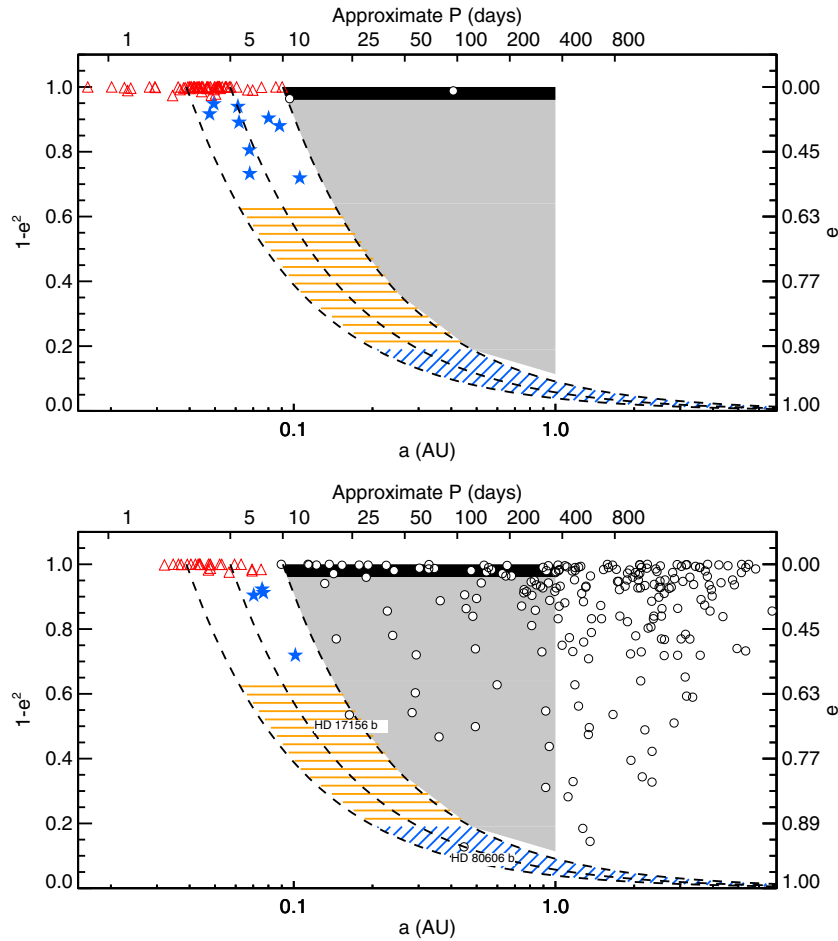 Approximate P (days)
1 5 10 25 50 100 200 400 800
1.0 0.00
0.8 0.45
0.6 0.63
0.4 0.77
0.2 0.89
0.0 1.00
1-e²
e
0.1 1.0
a (AU)
Approximate P (days)
1 5 10 25 50 100 200 400 800
1.0 0.00
0.8 0.45
0.6 0.63
HD 17156 b
0.4 0.77
0.2 0.89
HD 80606 b
0.0 1.00
1-e²
e
0.1 1.0
a (AU)